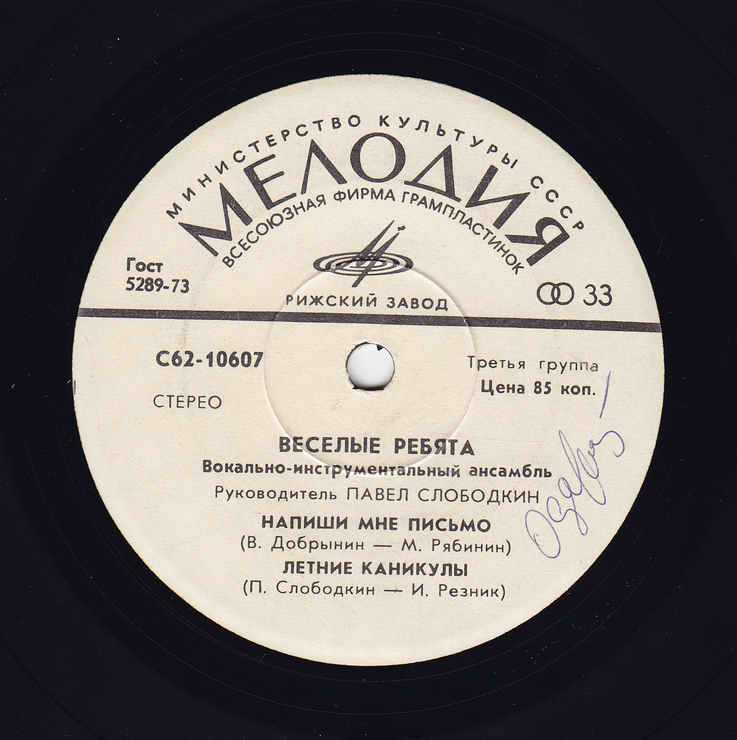 МИНИСТЕРСТВО КУЛЬТУРЫ СССР
МЕЛОДИЯ
ВСЕСОЮЗНАЯ ФИРМА ГРАМПЛАСТИНОК
Гост
5289-73
РИЖСКИЙ ЗАВОД
33
С62-10607
Третья группа
Цена 85 коп.
СТЕРЕО
ВЕСЕЛЫЕ РЕБЯТА
Вокально-инструментальный ансамбль
Руководитель ПАВЕЛ СЛОБОДКИН
НАПИШИ МНЕ ПИСЬМО
(В. Добрынин — М. Рябинин)
ЛЕТНИЕ КАНИКУЛЫ
(П. Слободкин — И. Резник)